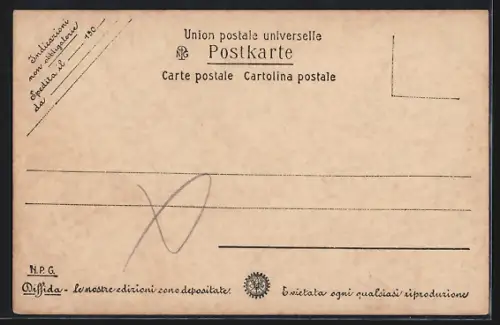 Indicazioni
non obbligatorie
Spedita il 190
da
Union postale universelle
NPG
Postkarte
Carte postale Cartolina postale
N.P.G.
Diffida - le nostre edizioni sono depositate. È vietata ogni qualsiasi riproduzione